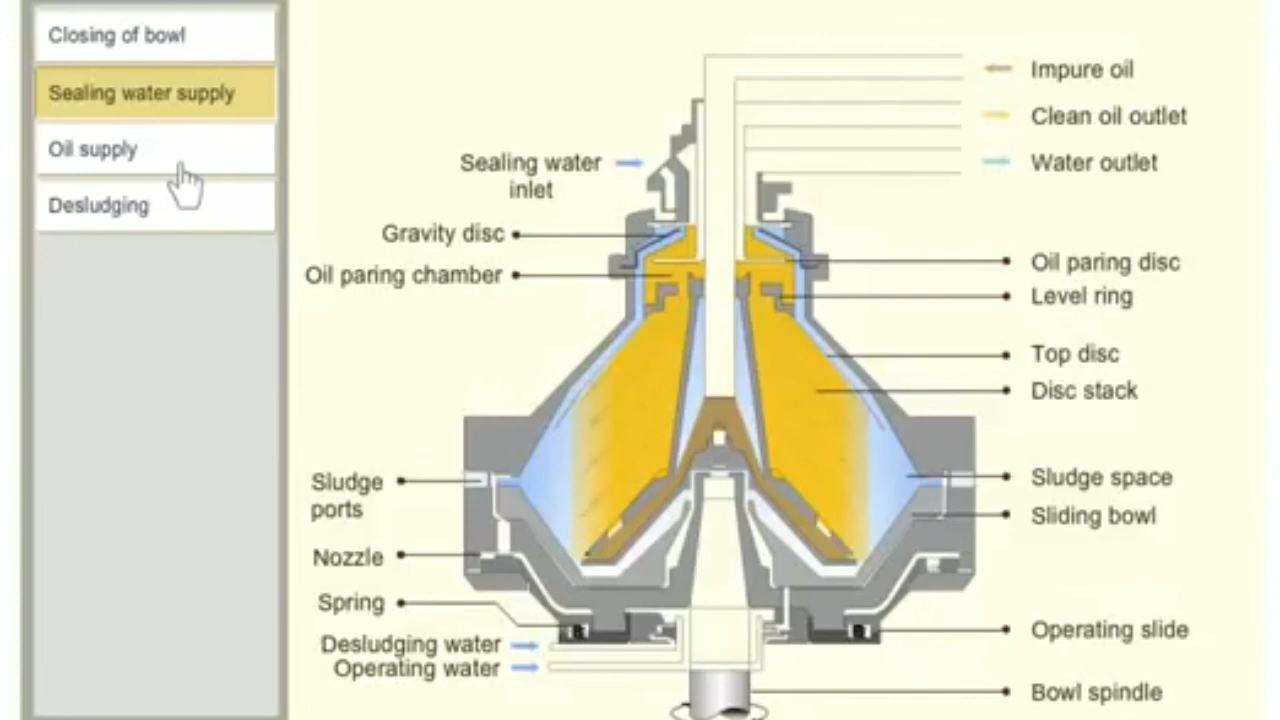 Closing of bowl
Sealing water supply
Oil supply
Desludging
Impure oil
Clean oil outlet
Water outlet
Sealing water
inlet
Gravity disc
Oil paring chamber
Oil paring disc
Level ring
Top disc
Disc stack
Sludge
ports
Sludge space
Sliding bowl
Nozzle
Spring
Desludging water
Operating water
Operating slide
Bowl spindle